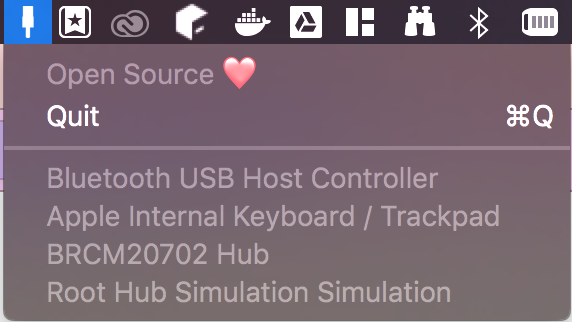 Open Source ❤️
Quit ⌘Q
Bluetooth USB Host Controller
Apple Internal Keyboard / Trackpad
BRCM20702 Hub
Root Hub Simulation Simulation